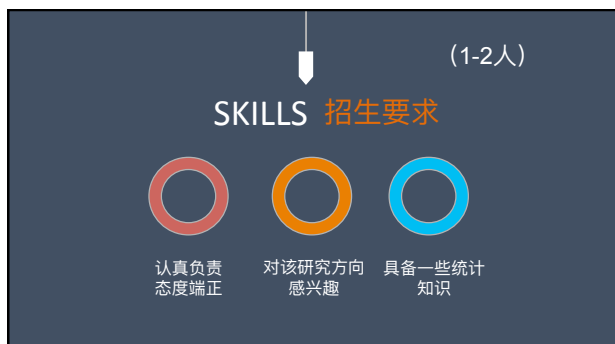 （1-2人）
SKILLS 招生要求
认真负责
态度端正
对该研究方向
感兴趣
具备一些统计
知识